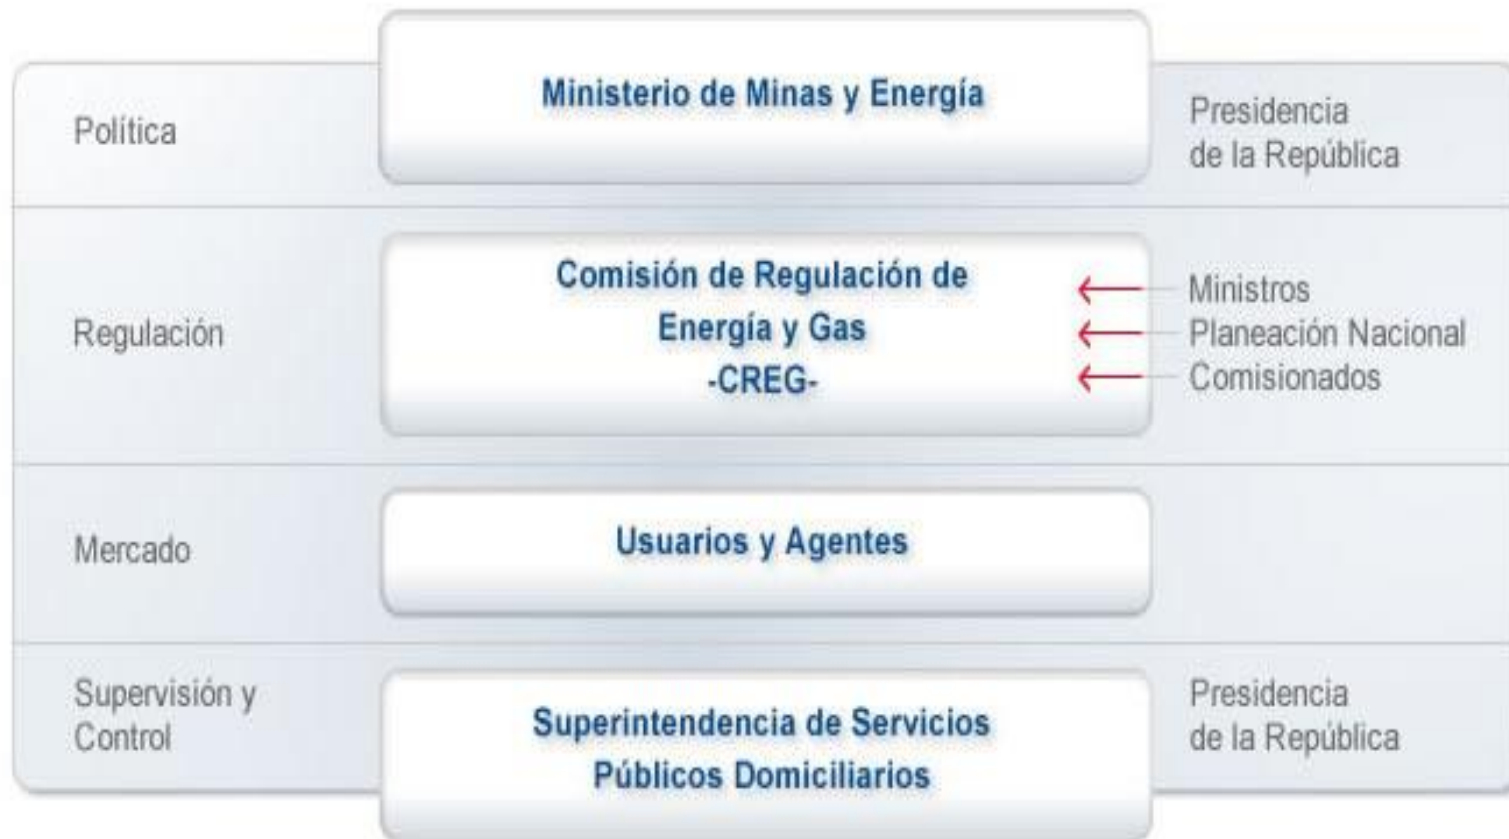 Política
Ministerio de Minas y Energía
Presidencia
de la República
Regulación
Comisión de Regulación de
Energía y Gas
-CREG-
Ministros
Planeación Nacional
Comisionados
Mercado
Usuarios y Agentes
Supervisión y
Control
Superintendencia de Servicios
Públicos Domiciliarios
Presidencia
de la República